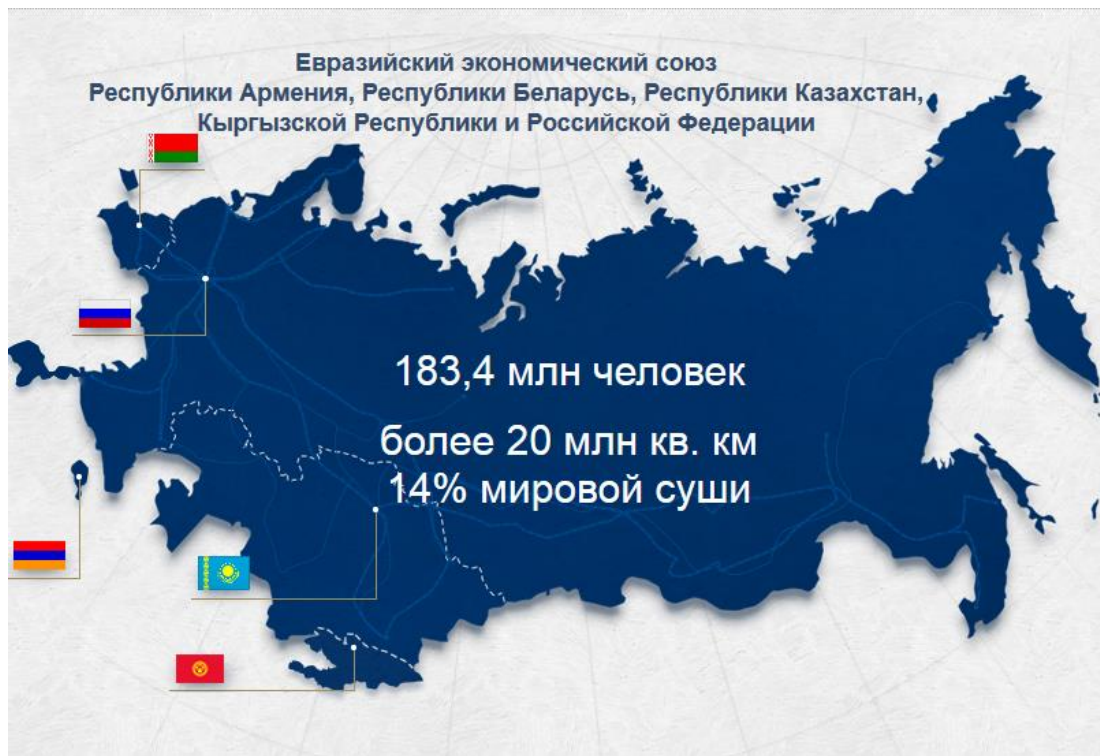 Евразийский экономический союз
Республики Армения, Республики Беларусь, Республики Казахстан,
Кыргызской Республики и Российской Федерации
183,4 млн человек
более 20 млн кв. км
14% мировой суши